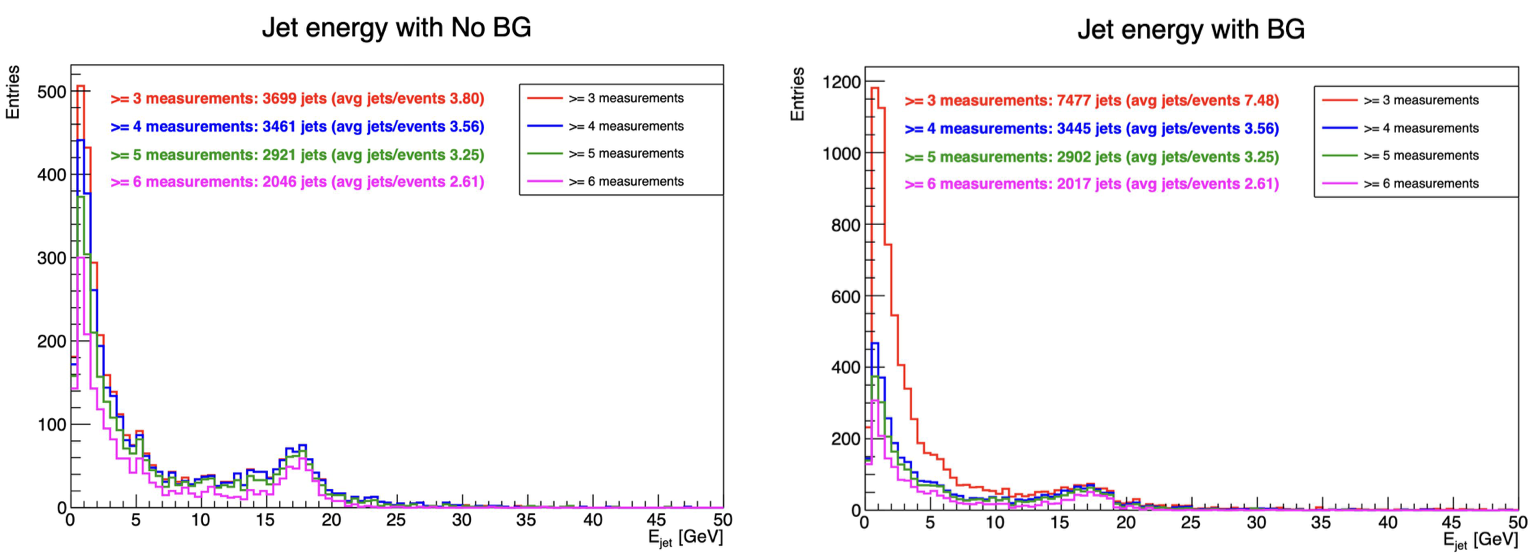 Jet energy with No BG
Entries
500
400
300
200
100
0
>= 3 measurements: 3699 jets (avg jets/events 3.80)
>= 4 measurements: 3461 jets (avg jets/events 3.56)
>= 5 measurements: 2921 jets (avg jets/events 3.25)
>= 6 measurements: 2046 jets (avg jets/events 2.61)
>= 3 measurements
>= 4 measurements
>= 5 measurements
>= 6 measurements
0 5 10 15 20 25 30 35 40 45 50
E_jet [GeV]
Jet energy with BG
Entries
1200
1000
800
600
400
200
0
>= 3 measurements: 7477 jets (avg jets/events 7.48)
>= 4 measurements: 3445 jets (avg jets/events 3.56)
>= 5 measurements: 2902 jets (avg jets/events 3.25)
>= 6 measurements: 2017 jets (avg jets/events 2.61)
>= 3 measurements
>= 4 measurements
>= 5 measurements
>= 6 measurements
0 5 10 15 20 25 30 35 40 45 50
E_jet [GeV]